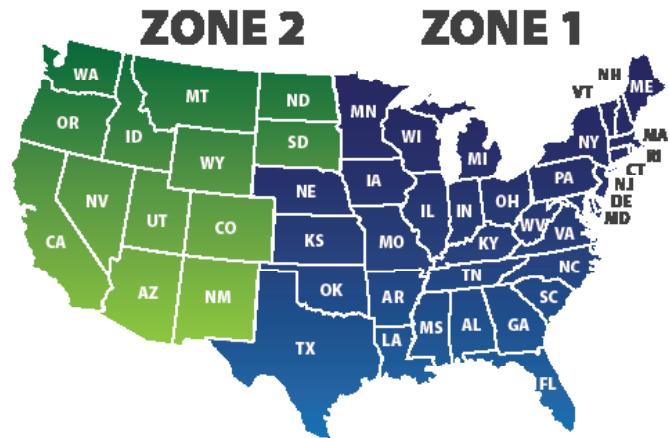 ZONE 2 ZONE 1
WA
MT
ND
MN
OR
ID
SD
WI
WY
MI
NY
VT
NH
ME
MA
RI
CT
NJ
DE
MD
NV
UT
CO
NE
IA
IL
IN
OH
PA
CA
KS
MO
KY
WV
VA
AZ
NM
OK
AR
TN
NC
SC
TX
LA
MS
AL
GA
FL